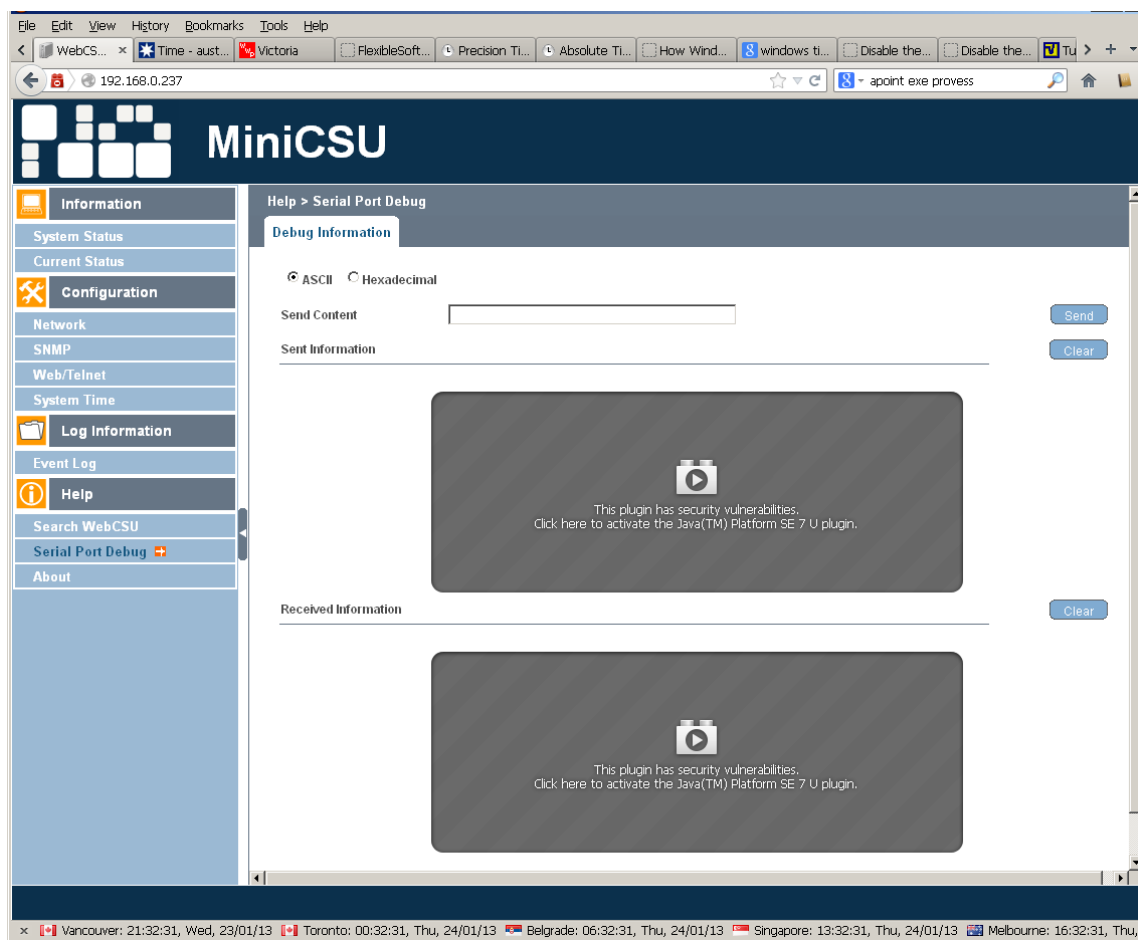 File Edit View History Bookmarks Tools Help
WebCS... × Time - aust... Victoria FlexibleSoft... Precision Ti... Absolute Ti... How Wind... windows ti... Disable the... Disable the... Tu
192.168.0.237 apoint exe provess
MiniCSU
Information
System Status
Current Status
Configuration
Network
SNMP
Web/Telnet
System Time
Log Information
Event Log
Help
Search WebCSU
Serial Port Debug
About
Help > Serial Port Debug
Debug Information
ASCII Hexadecimal
Send Content Send
Sent Information Clear
This plugin has security vulnerabilities.
Click here to activate the Java(TM) Platform SE 7 U plugin.
Received Information Clear
This plugin has security vulnerabilities.
Click here to activate the Java(TM) Platform SE 7 U plugin.
× Vancouver: 21:32:31, Wed, 23/01/13 Toronto: 00:32:31, Thu, 24/01/13 Belgrade: 06:32:31, Thu, 24/01/13 Singapore: 13:32:31, Thu, 24/01/13 Melbourne: 16:32:31, Thu,